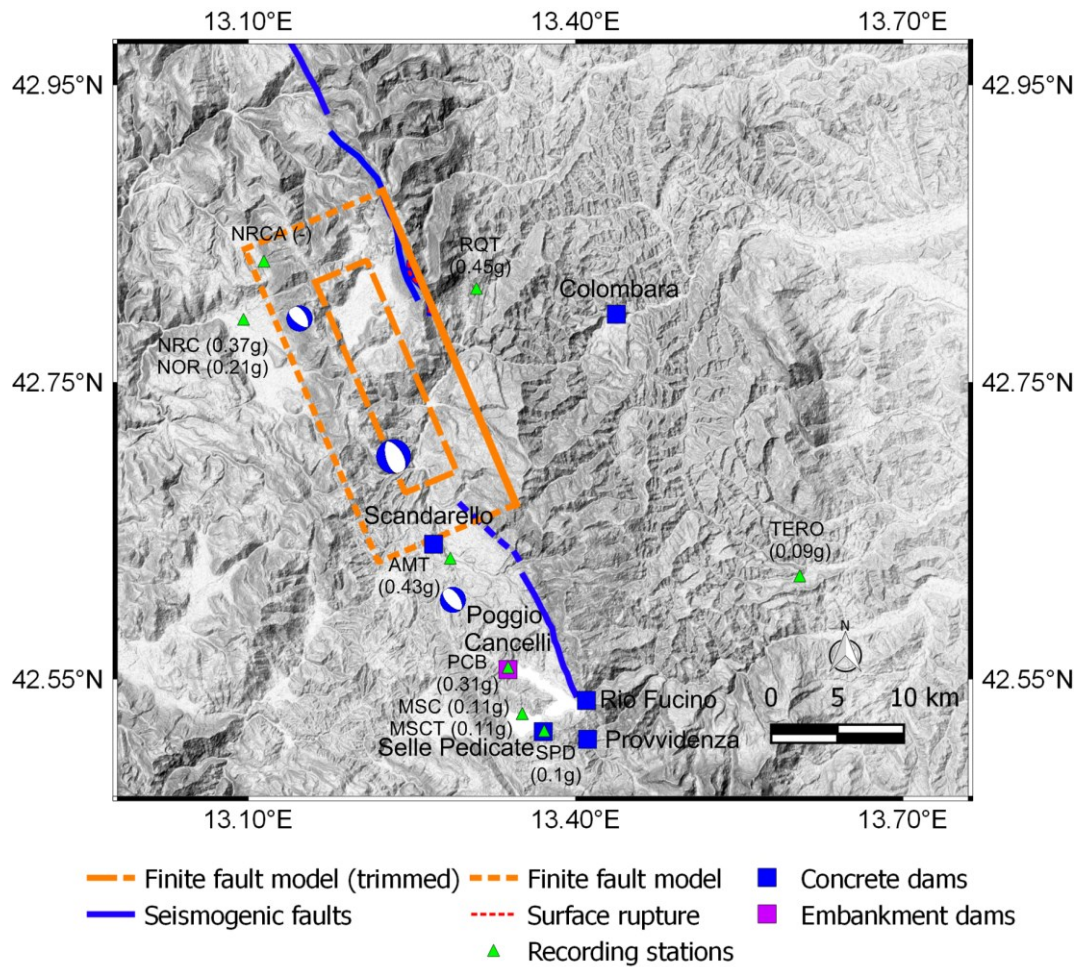 13.10°E 13.40°E 13.70°E
42.95°N 42.95°N
NRCA (-)
RQT
(0.45g)
Colombara
NRC (0.37g)
NOR (0.21g)
42.75°N 42.75°N
Scandarello
TERO
(0.09g)
AMT
(0.43g)
Poggio
Cancelli
N
PCB
(0.31g)
42.55°N 42.55°N
0 5 10 km
MSC (0.11g)
Rio Fucino
MSCT (0.11g)
Selle Pedicate
Provvidenza
SPD
(0.1g)
13.10°E 13.40°E 13.70°E
Finite fault model (trimmed) Finite fault model Concrete dams
Seismogenic faults Surface rupture Embankment dams
Recording stations